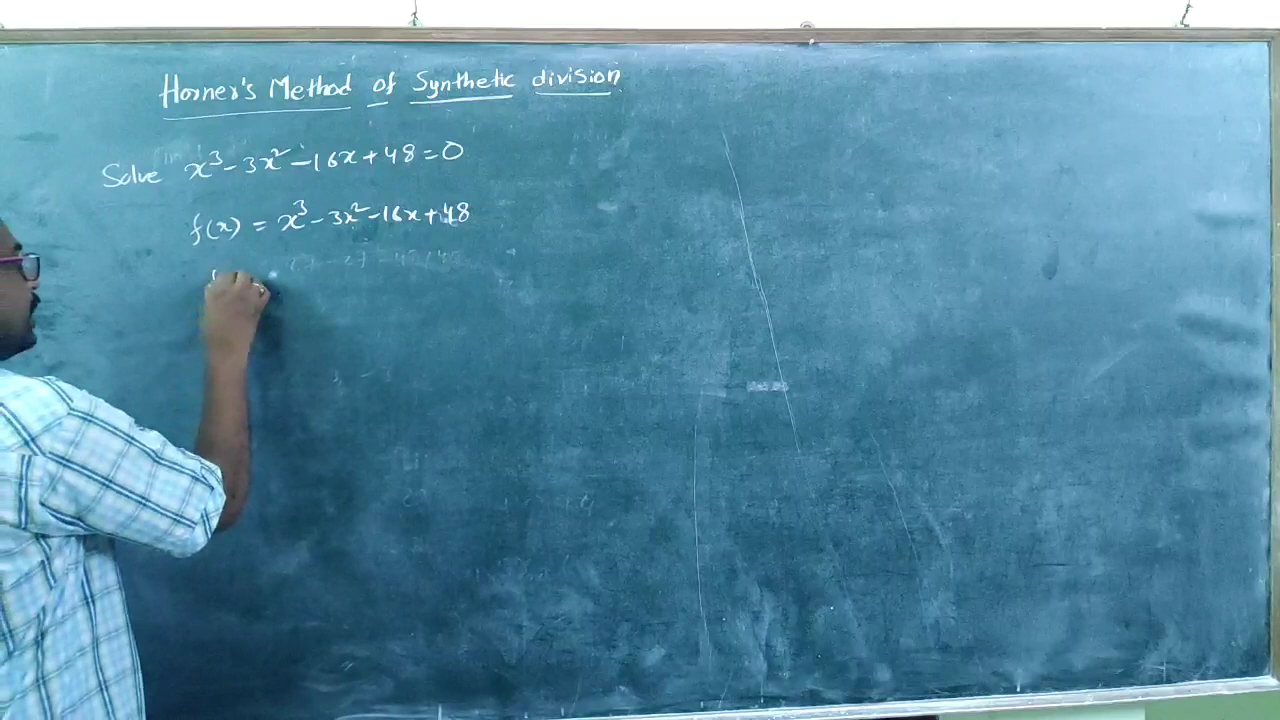 Horner's Method of Synthetic division
Solve x³-3x²-16x+48=0
f(x) = x³-3x²-16x+48